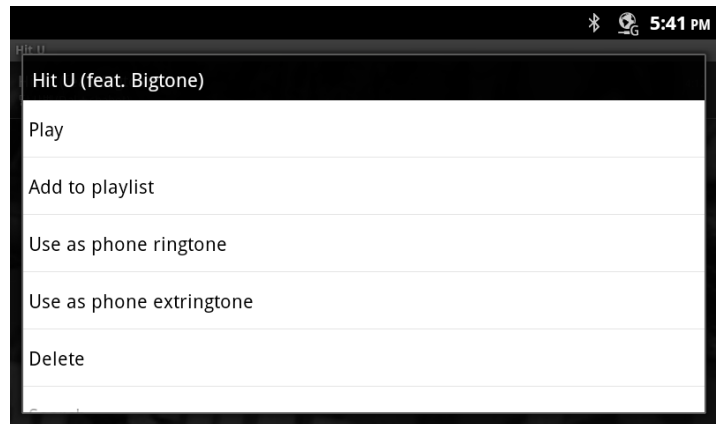 5:41 PM
Hit U
Hit U (feat. Bigtone)
Play
Add to playlist
Use as phone ringtone
Use as phone extringtone
Delete